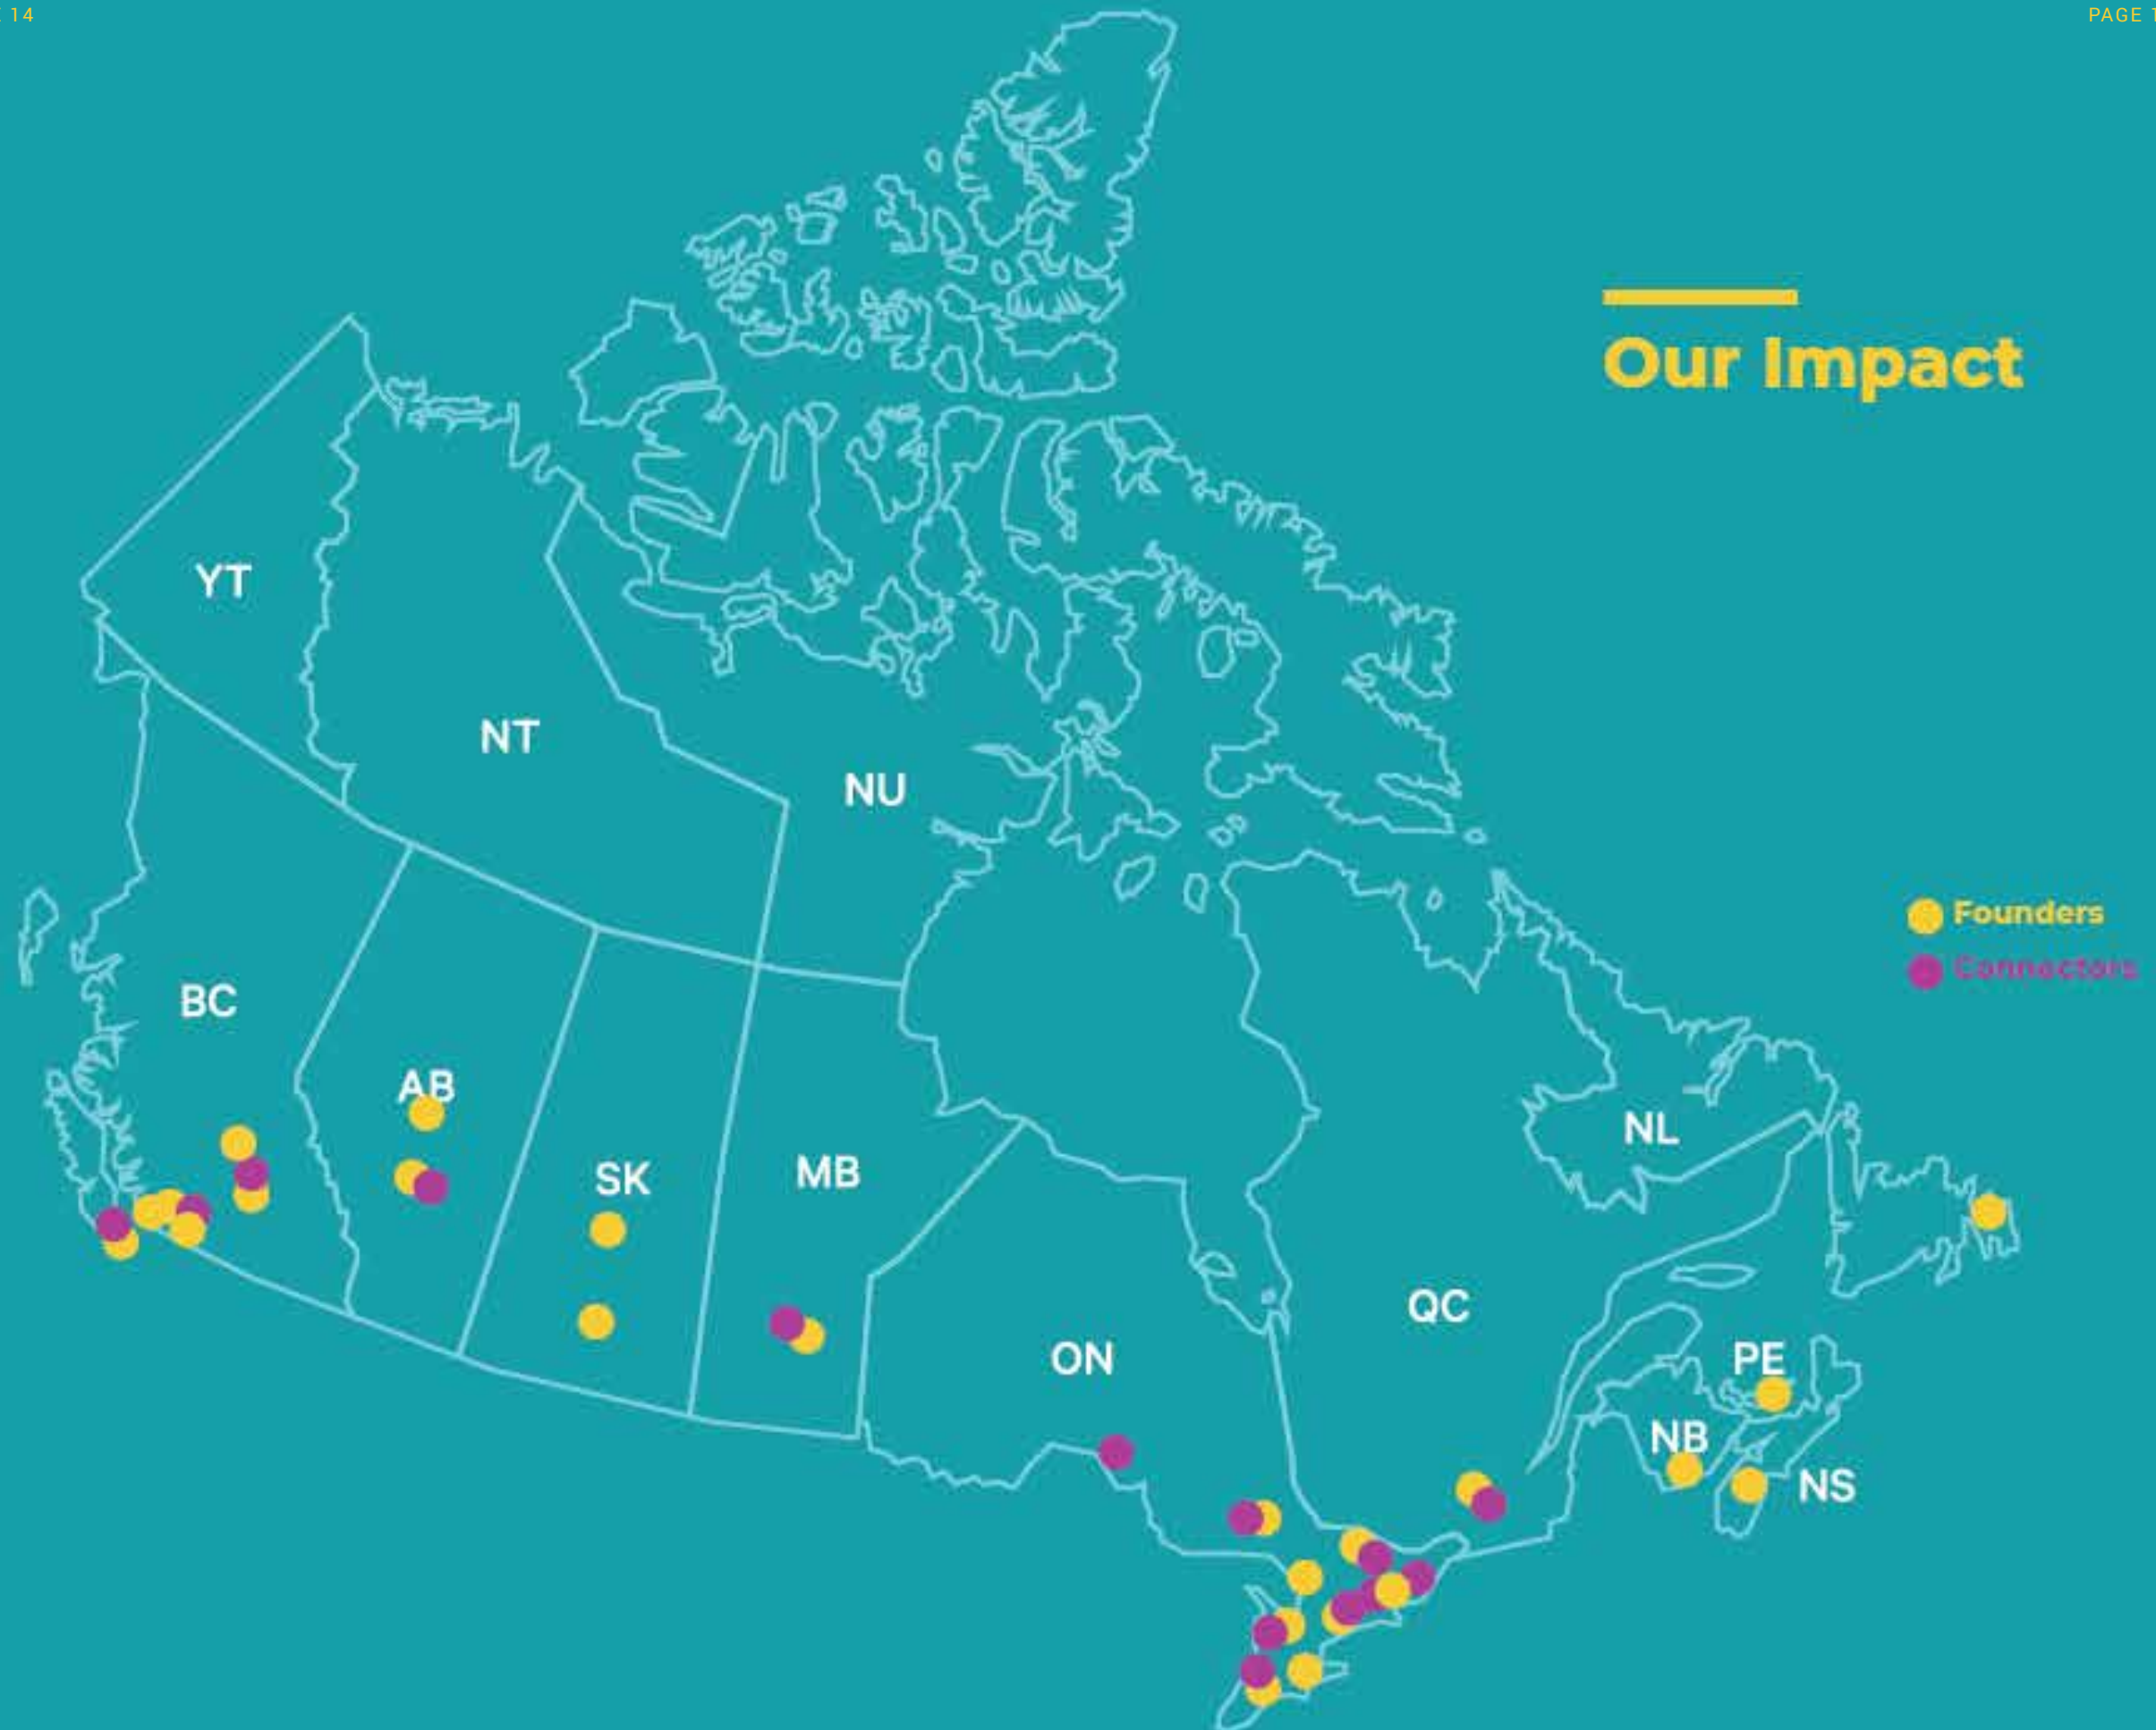 14
PAGE 1
Our Impact
YT
NT
NU
Founders
Connectors
BC
AB
NL
SK
MB
QC
ON
PE
NB
NS